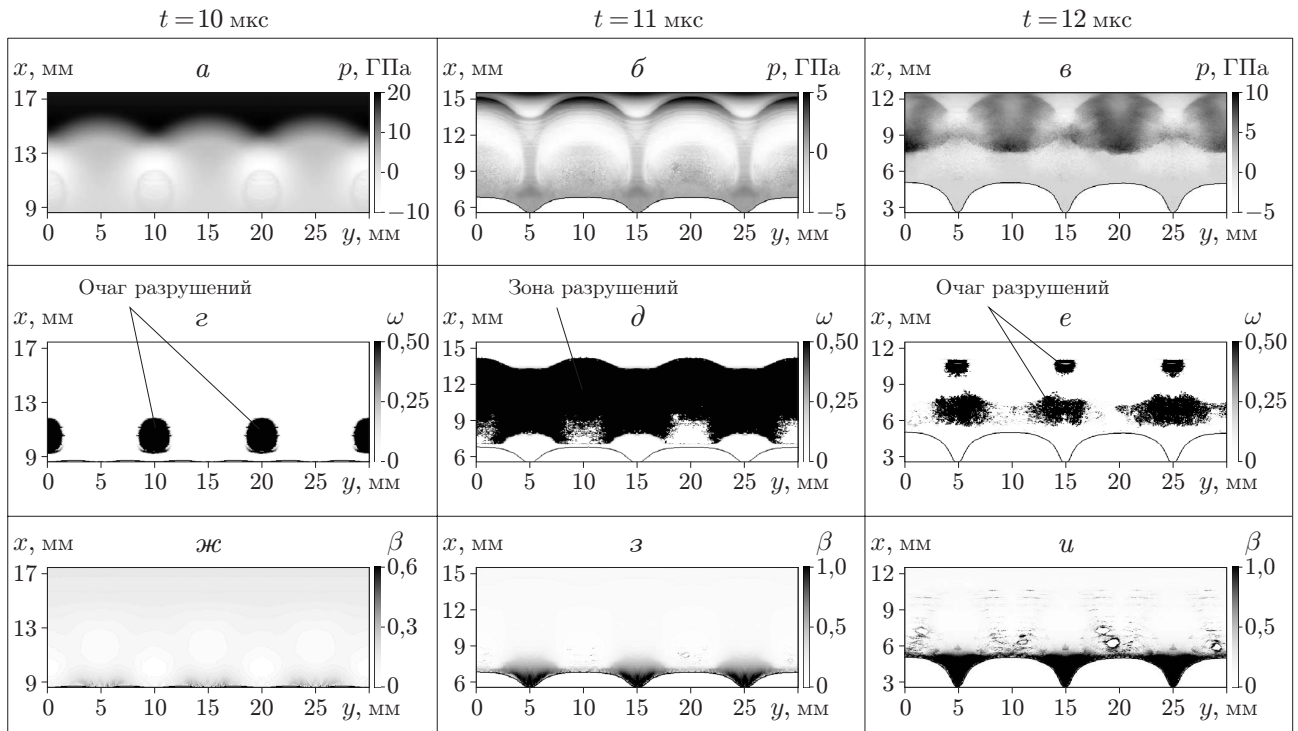 t = 10 мкс
t = 11 мкс
t = 12 мкс
x, мм а p, ГПа
17
13
9
20
10
0
−10
0 5 10 15 20 25 y, мм
x, мм б p, ГПа
15
12
9
6
5
0
−5
0 5 10 15 20 25 y, мм
x, мм в p, ГПа
12
9
6
3
10
5
0
−5
0 5 10 15 20 25 y, мм
Очаг разрушений
x, мм г ω
17
13
9
0,50
0,25
0
0 5 10 15 20 25 y, мм
Зона разрушений
x, мм д ω
15
12
9
6
0,50
0,25
0
0 5 10 15 20 25 y, мм
Очаг разрушений
x, мм е ω
12
9
6
3
0,50
0,25
0
0 5 10 15 20 25 y, мм
x, мм ж β
17
13
9
0,6
0,3
0
0 5 10 15 20 25 y, мм
x, мм з β
15
12
9
6
1,0
0,5
0
0 5 10 15 20 25 y, мм
x, мм и β
12
9
6
3
1,0
0,5
0
0 5 10 15 20 25 y, мм